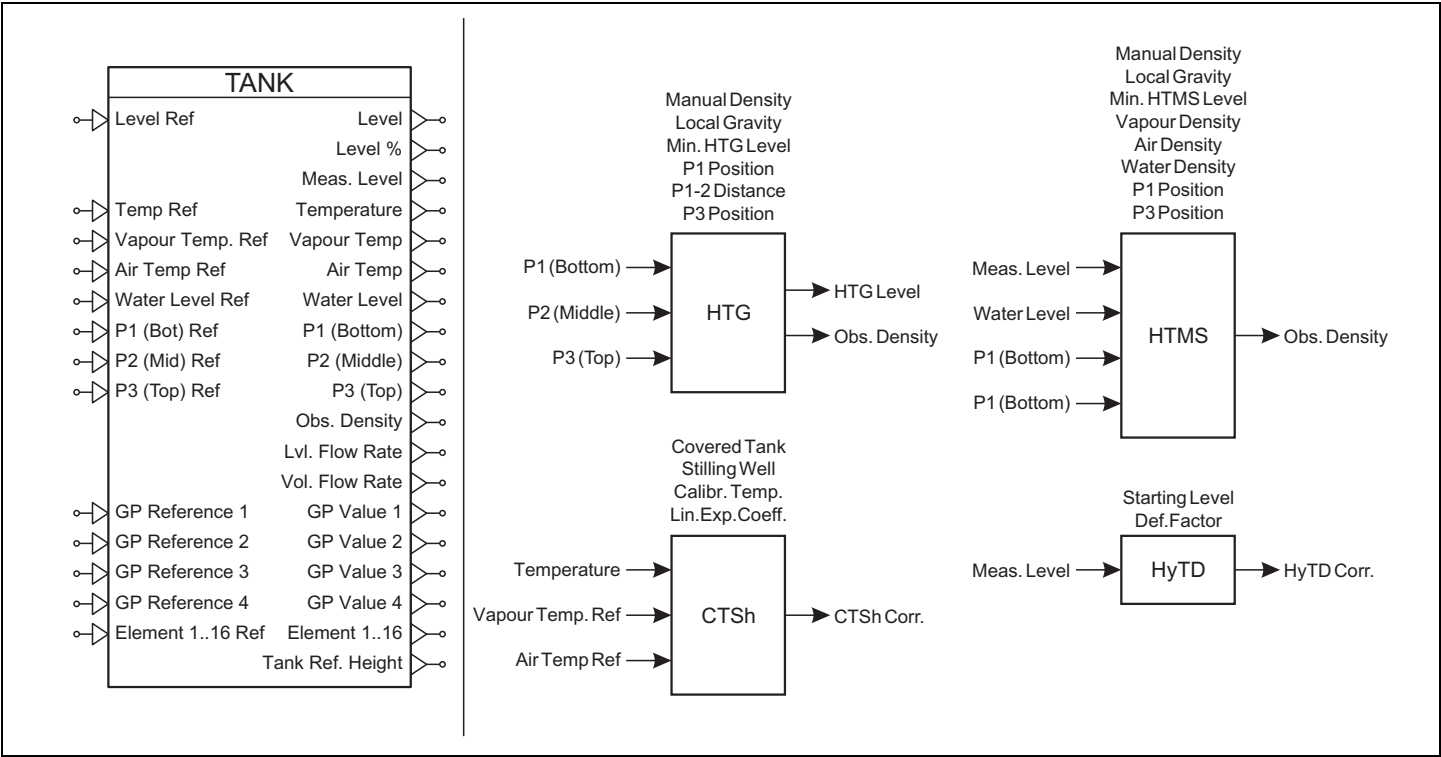 TANK
Level Ref Level
Level %
Meas. Level
Temp Ref Temperature
Vapour Temp. Ref Vapour Temp
Air Temp Ref Air Temp
Water Level Ref Water Level
P1 (Bot) Ref P1 (Bottom)
P2 (Mid) Ref P2 (Middle)
P3 (Top) Ref P3 (Top)
Obs. Density
Lvl. Flow Rate
Vol. Flow Rate
GP Reference 1 GP Value 1
GP Reference 2 GP Value 2
GP Reference 3 GP Value 3
GP Reference 4 GP Value 4
Element 1..16 Ref Element 1..16
Tank Ref. Height
Manual Density
Local Gravity
Min. HTG Level
P1 Position
P1-2 Distance
P3 Position
P1 (Bottom)
P2 (Middle)
P3 (Top)
HTG
HTG Level
Obs. Density
Manual Density
Local Gravity
Min. HTMS Level
Vapour Density
Air Density
Water Density
P1 Position
P3 Position
Meas. Level
Water Level
P1 (Bottom)
P1 (Bottom)
HTMS
Obs. Density
Covered Tank
Stilling Well
Calibr. Temp.
Lin.Exp.Coeff.
Temperature
Vapour Temp. Ref
Air Temp Ref
CTSh
CTSh Corr.
Starting Level
Def.Factor
Meas. Level
HyTD
HyTD Corr.